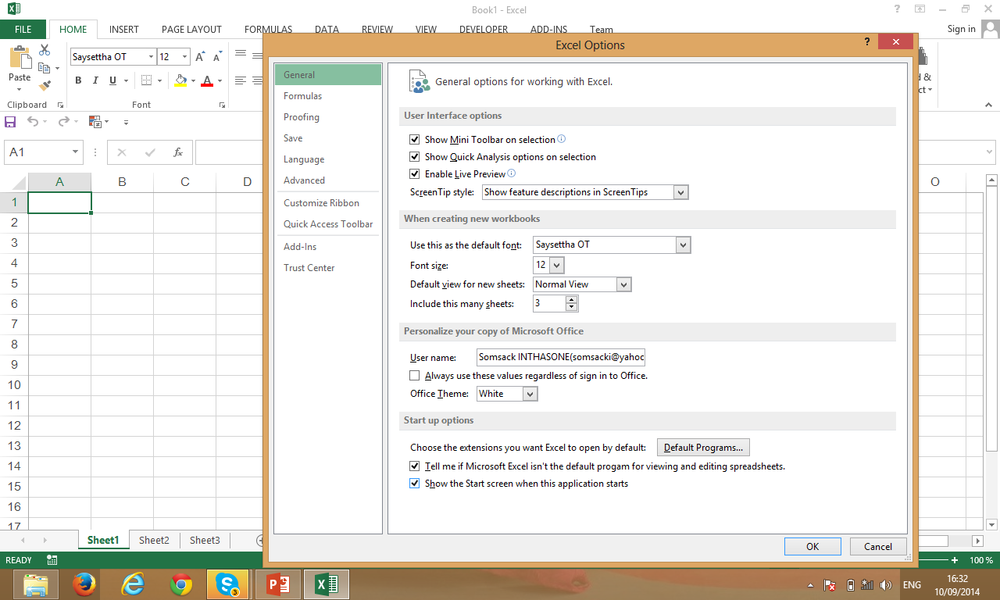 Book1 - Excel
FILE HOME INSERT PAGE LAYOUT FORMULAS DATA REVIEW VIEW DEVELOPER ADD-INS Team Sign in
Saysettha OT 12
Paste
B I U A
Clipboard Font
A1 fx
A B C D O
1
2
3
4
5
6
7
8
9
10
11
12
13
14
15
16
17
Sheet1 Sheet2 Sheet3
READY 100 %
Excel Options
General
Formulas
Proofing
Save
Language
Advanced
Customize Ribbon
Quick Access Toolbar
Add-Ins
Trust Center
General options for working with Excel.
User Interface options
Show Mini Toolbar on selection
Show Quick Analysis options on selection
Enable Live Preview
ScreenTip style: Show feature descriptions in ScreenTips
When creating new workbooks
Use this as the default font: Saysettha OT
Font size: 12
Default view for new sheets: Normal View
Include this many sheets: 3
Personalize your copy of Microsoft Office
User name: Somsack INTHASONE(somsacki@yahoc
Always use these values regardless of sign in to Office.
Office Theme: White
Start up options
Choose the extensions you want Excel to open by default: Default Programs...
Tell me if Microsoft Excel isn't the default progam for viewing and editing spreadsheets.
Show the Start screen when this application starts
OK Cancel
3 ENG 16:32
10/09/2014